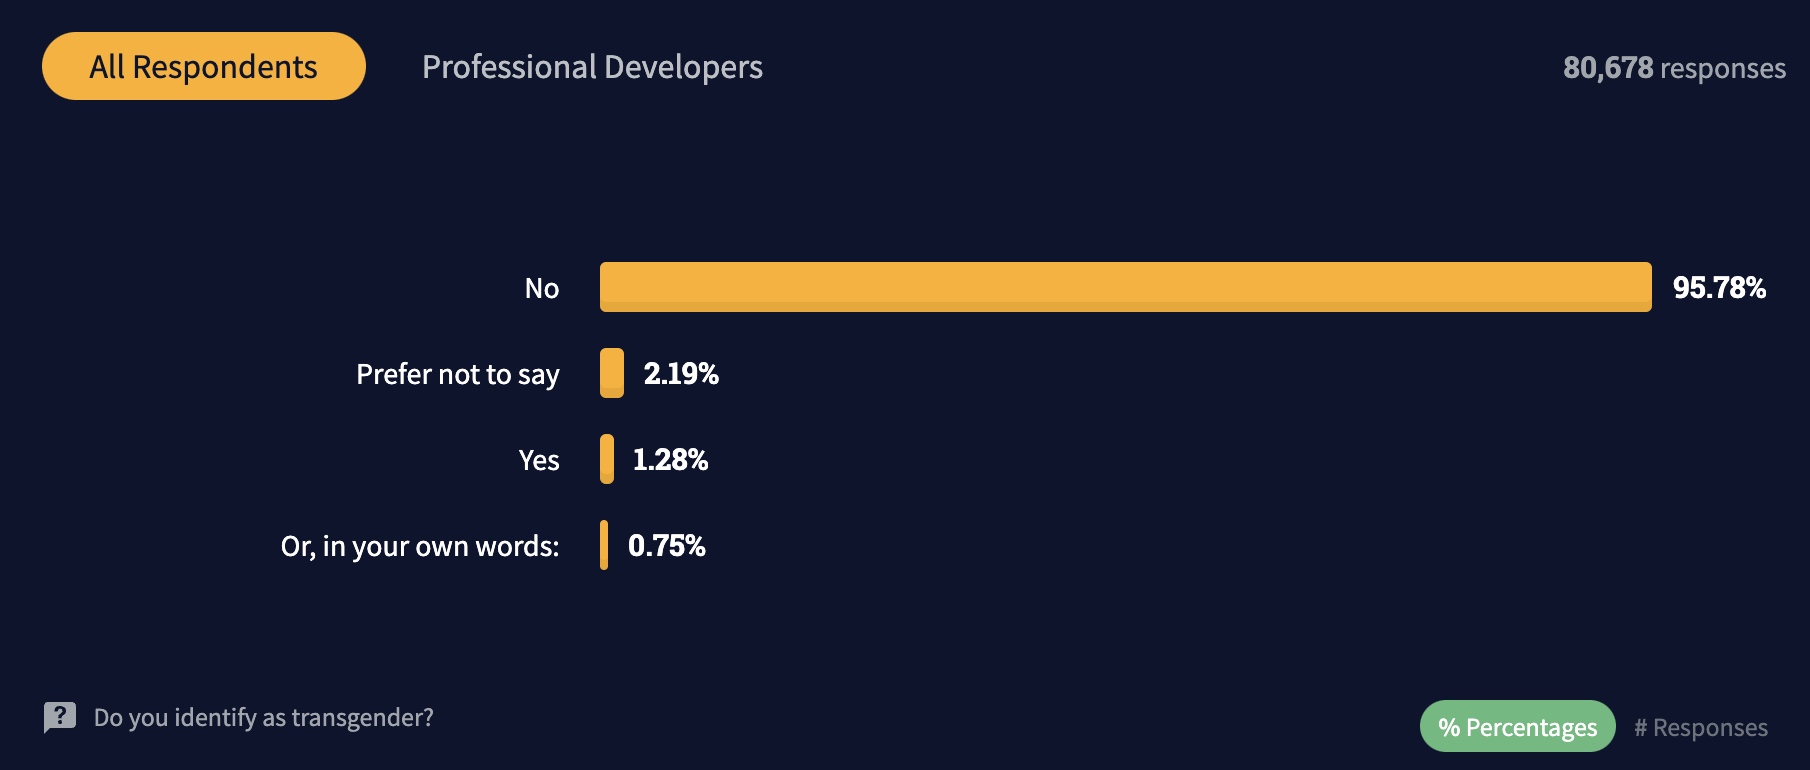 All Respondents Professional Developers 80,678 responses
No 95.78%
Prefer not to say 2.19%
Yes 1.28%
Or, in your own words: 0.75%
? Do you identify as transgender? % Percentages # Responses